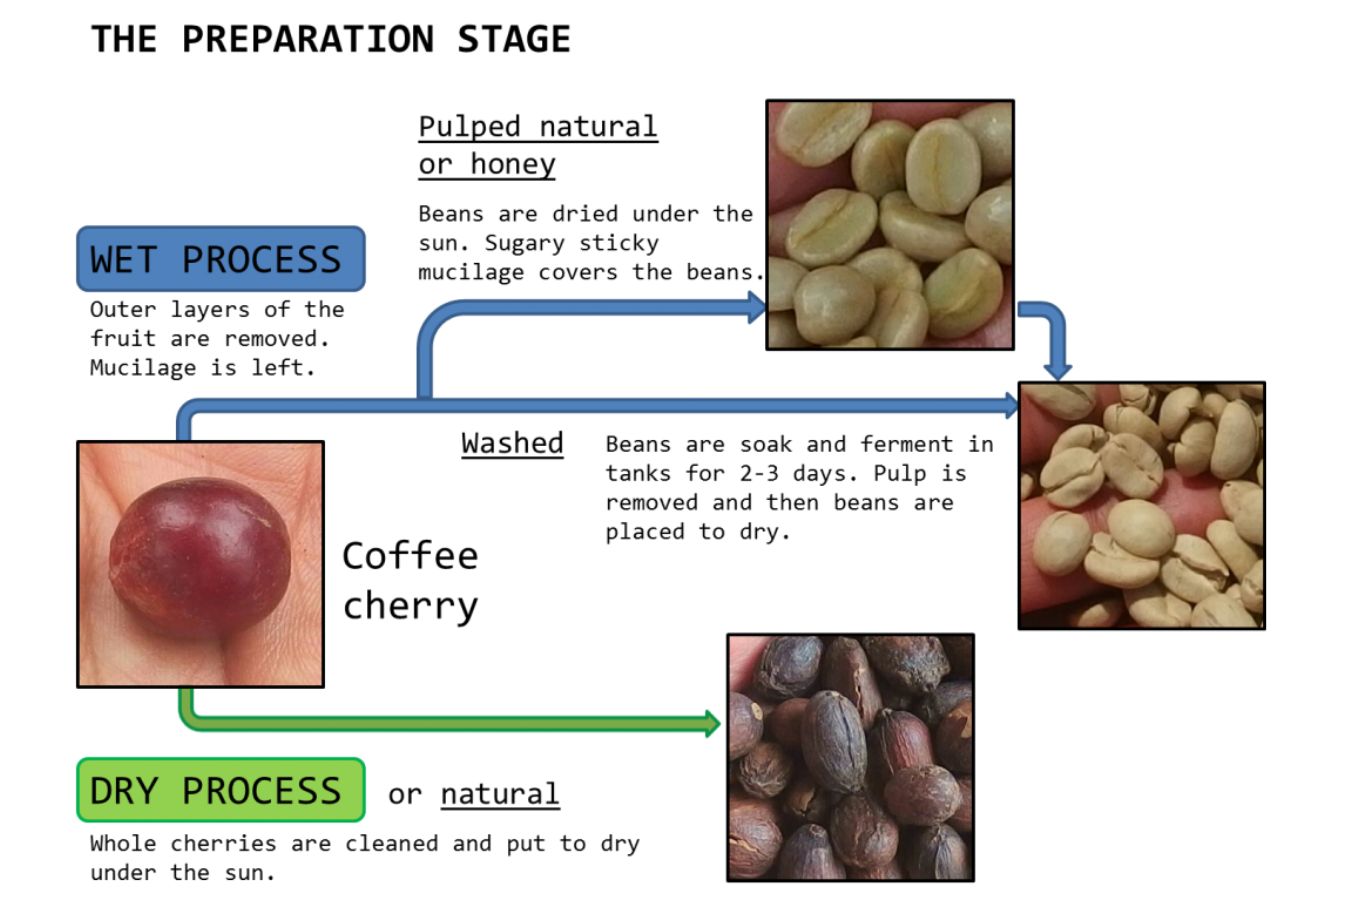 THE PREPARATION STAGE
Pulped natural
or honey
Beans are dried under the
sun. Sugary sticky
mucilage covers the beans.
WET PROCESS
Outer layers of the
fruit are removed.
Mucilage is left.
Washed
Beans are soak and ferment in
tanks for 2-3 days. Pulp is
removed and then beans are
placed to dry.
Coffee
cherry
DRY PROCESS or natural
Whole cherries are cleaned and put to dry
under the sun.